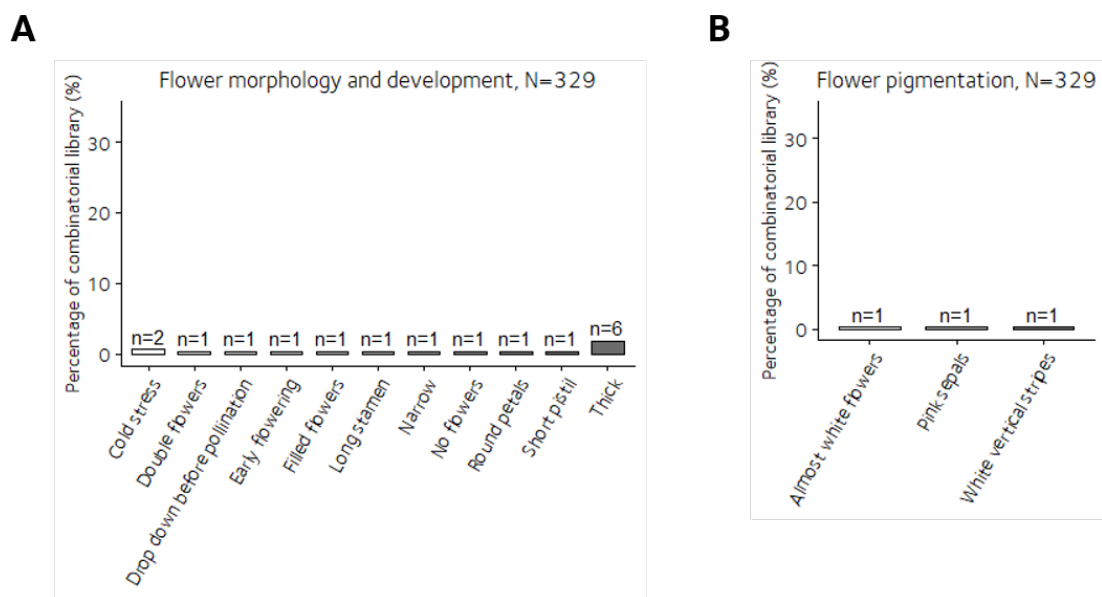 A
Flower morphology and development, N=329
Percentage of combinatorial library (%)
30
20
10
0
n=2
n=1
n=1
n=1
n=1
n=1
n=1
n=1
n=1
n=1
n=6
Cold stress
Double flowers
Drop down before pollination
Early flowering
Filled flowers
Long stamen
Narrow
No flowers
Round petals
Short pistil
Thick
B
Flower pigmentation, N=329
Percentage of combinatorial library (%)
30
20
10
0
n=1
n=1
n=1
Almost white flowers
Pink sepals
White vertical stripes